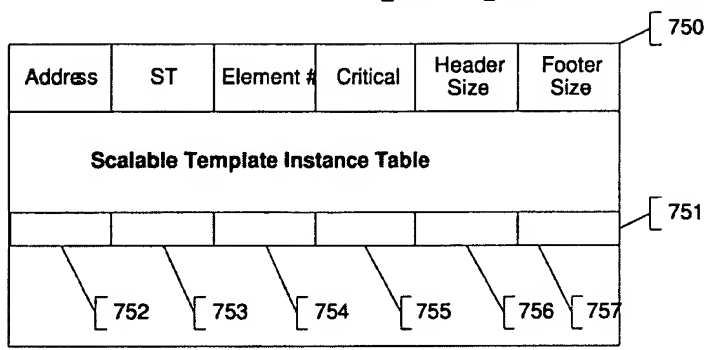 750
Address ST Element # Critical Header Size Footer Size
Scalable Template Instance Table
751
752 753 754 755 756 757